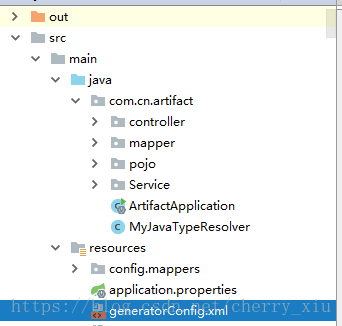 out
src
main
java
com.cn.artifact
controller
mapper
pojo
Service
ArtifactApplication
MyJavaTypeResolver
resources
config.mappers
application.properties
generatorConfig.xml
https://blog.csdn.net/cherry_xiu